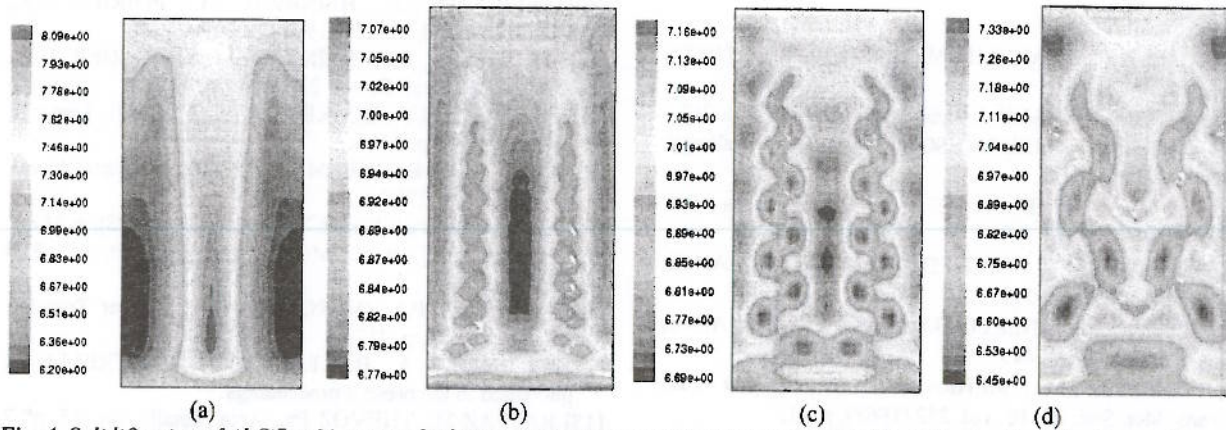 8.09e+00
7.93e+00
7.78e+00
7.62e+00
7.46e+00
7.30e+00
7.14e+00
6.99e+00
6.83e+00
6.67e+00
6.51e+00
6.36e+00
6.20e+00
(a)
7.07e+00
7.05e+00
7.02e+00
7.00e+00
6.97e+00
6.94e+00
6.92e+00
6.89e+00
6.87e+00
6.84e+00
6.82e+00
6.79e+00
6.77e+00
(b)
7.16e+00
7.13e+00
7.09e+00
7.05e+00
7.01e+00
6.97e+00
6.93e+00
6.89e+00
6.85e+00
6.81e+00
6.77e+00
6.73e+00
6.69e+00
(c)
7.33e+00
7.26e+00
7.18e+00
7.11e+00
7.04e+00
6.97e+00
6.89e+00
6.82e+00
6.75e+00
6.67e+00
6.60e+00
6.53e+00
6.45e+00
(d)